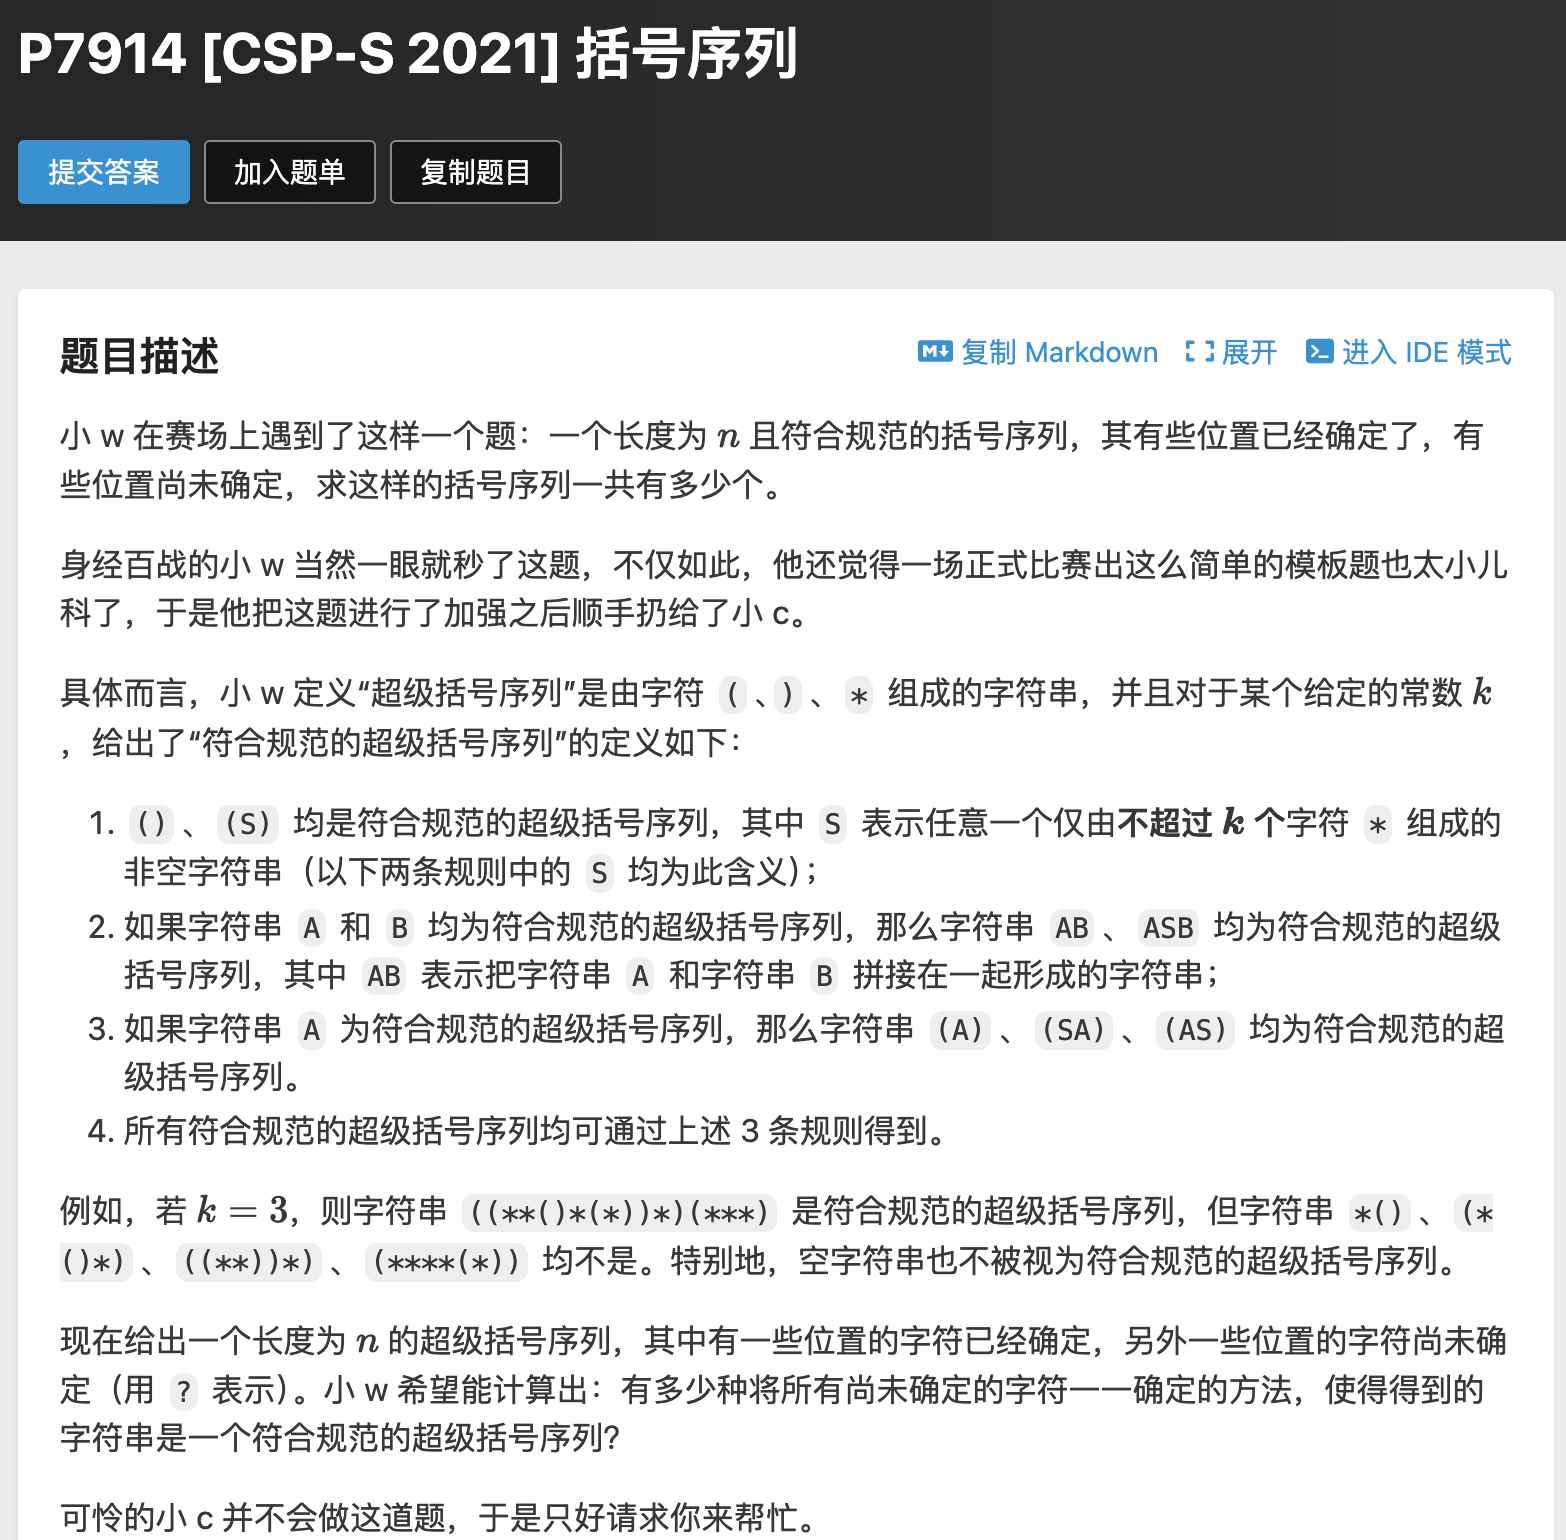 P7914 [CSP-S 2021] 括号序列
提交答案 加入题单 复制题目
题目描述 复制 Markdown 展开 进入 IDE 模式
小 w 在赛场上遇到了这样一个题：一个长度为 n 且符合规范的括号序列，其有些位置已经确定了，有
些位置尚未确定，求这样的括号序列一共有多少个。
身经百战的小 w 当然一眼就秒了这题，不仅如此，他还觉得一场正式比赛出这么简单的模板题也太小儿
科了，于是他把这题进行了加强之后顺手扔给了小 c。
具体而言，小 w 定义“超级括号序列”是由字符 ( 、 ) 、 * 组成的字符串，并且对于某个给定的常数 k
，给出了“符合规范的超级括号序列”的定义如下：
1. () 、 (S) 均是符合规范的超级括号序列，其中 S 表示任意一个仅由不超过 k 个字符 * 组成的
非空字符串（以下两条规则中的 S 均为此含义）；
2. 如果字符串 A 和 B 均为符合规范的超级括号序列，那么字符串 AB 、 ASB 均为符合规范的超级
括号序列，其中 AB 表示把字符串 A 和字符串 B 拼接在一起形成的字符串；
3. 如果字符串 A 为符合规范的超级括号序列，那么字符串 (A) 、 (SA) 、 (AS) 均为符合规范的超
级括号序列。
4. 所有符合规范的超级括号序列均可通过上述 3 条规则得到。
例如，若 k = 3，则字符串 ((**()*(*))*)(***) 是符合规范的超级括号序列，但字符串 *() 、 (*
()*) 、 ((**))*) 、 (****(*)) 均不是。特别地，空字符串也不被视为符合规范的超级括号序列。
现在给出一个长度为 n 的超级括号序列，其中有一些位置的字符已经确定，另外一些位置的字符尚未确
定（用 ? 表示）。小 w 希望能计算出：有多少种将所有尚未确定的字符一一确定的方法，使得得到的
字符串是一个符合规范的超级括号序列?
可怜的小 c 并不会做这道题，于是只好请求你来帮忙。